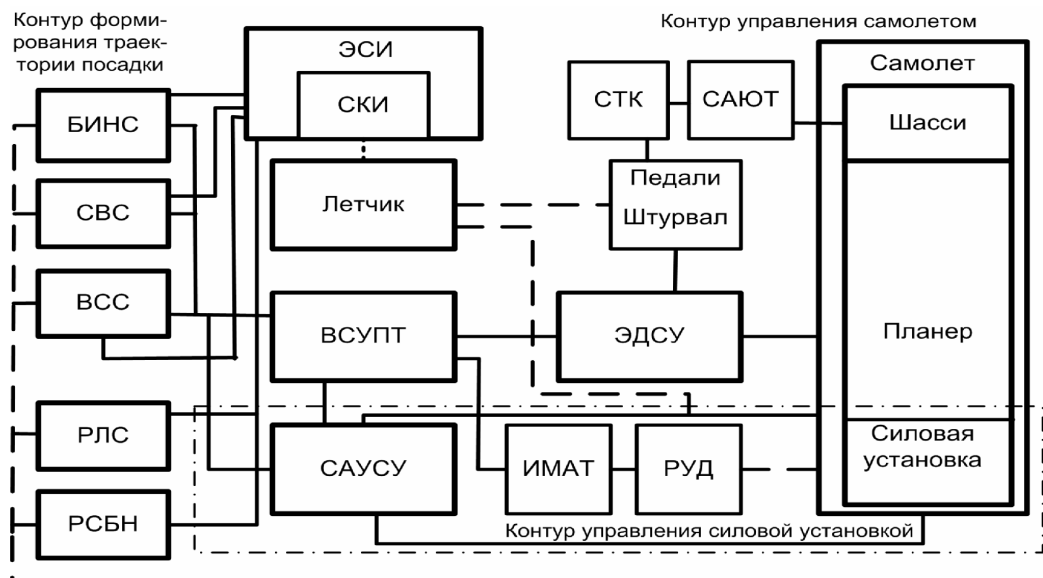 Контур форми-
рования траек-
тории посадки
Контур управления самолетом
ЭСИ
СКИ
Самолет
СТК
САЮТ
Шасси
БИНС
Летчик
Педали
Штурвал
СВС
ВСС
ВСУПТ
ЭДСУ
Планер
РЛС
САУСУ
ИМАТ
РУД
Силовая
установка
РСБН
Контур управления силовой установкой